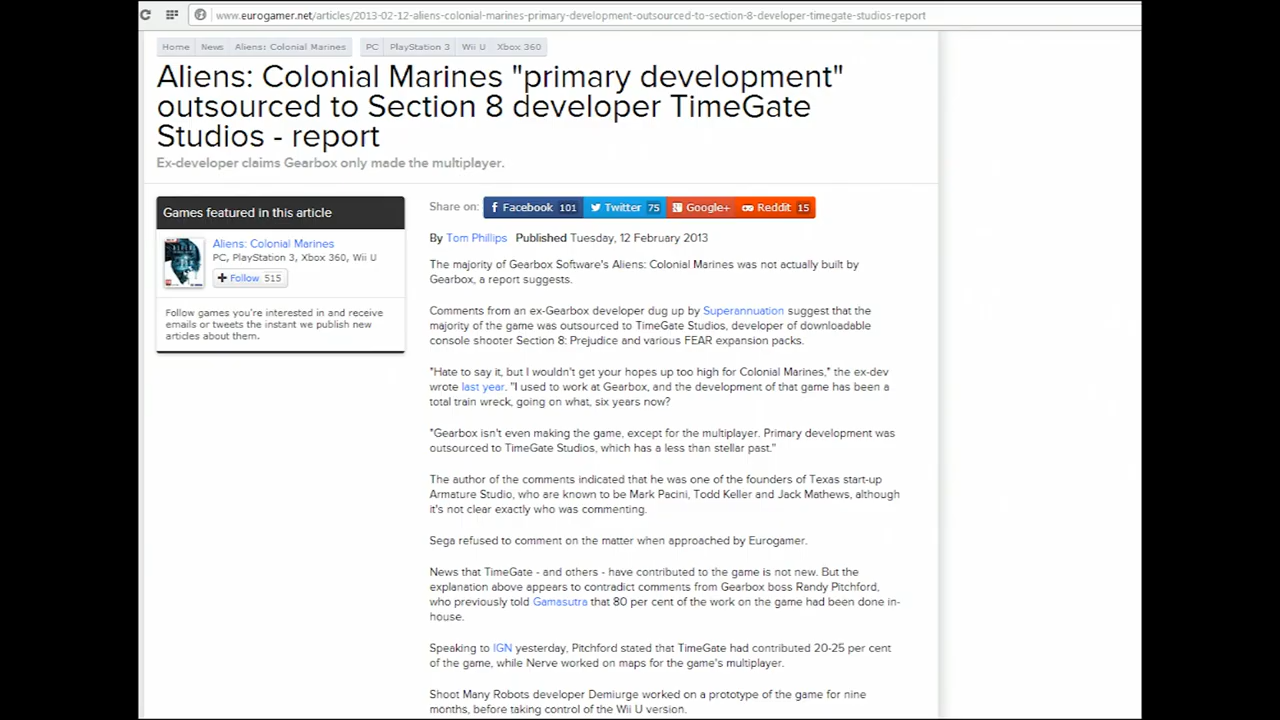 www.eurogamer.net/articles/2013-02-12-aliens-colonial-marines-primary-development-outsourced-to-section-8-developer-timegate-studios-report
Home News Aliens: Colonial Marines PC PlayStation 3 Wii U Xbox 360
Aliens: Colonial Marines "primary development"
outsourced to Section 8 developer TimeGate
Studios - report
Ex-developer claims Gearbox only made the multiplayer.
Games featured in this article
Aliens: Colonial Marines
PC, PlayStation 3, Xbox 360, Wii U
Follow 515
Follow games you're interested in and receive
emails or tweets the instant we publish new
articles about them.
Share on: Facebook 101 Twitter 75 Google+ Reddit 15
By Tom Phillips Published Tuesday, 12 February 2013
The majority of Gearbox Software's Aliens: Colonial Marines was not actually built by
Gearbox, a report suggests.
Comments from an ex-Gearbox developer dug up by Superannuation suggest that the
majority of the game was outsourced to TimeGate Studios, developer of downloadable
console shooter Section 8: Prejudice and various FEAR expansion packs.
"Hate to say it, but I wouldn't get your hopes up too high for Colonial Marines," the ex-dev
wrote last year. "I used to work at Gearbox, and the development of that game has been a
total train wreck, going on what, six years now?
"Gearbox isn't even making the game, except for the multiplayer. Primary development was
outsourced to TimeGate Studios, which has a less than stellar past."
The author of the comments indicated that he was one of the founders of Texas start-up
Armature Studio, who are known to be Mark Pacini, Todd Keller and Jack Mathews, although
it's not clear exactly who was commenting.
Sega refused to comment on the matter when approached by Eurogamer.
News that TimeGate - and others - have contributed to the game is not new. But the
explanation above appears to contradict comments from Gearbox boss Randy Pitchford,
who previously told Gamasutra that 80 per cent of the work on the game had been done in-
house.
Speaking to IGN yesterday, Pitchford stated that TimeGate had contributed 20-25 per cent
of the game, while Nerve worked on maps for the game's multiplayer.
Shoot Many Robots developer Demiurge worked on a prototype of the game for nine
months, before taking control of the Wii U version.